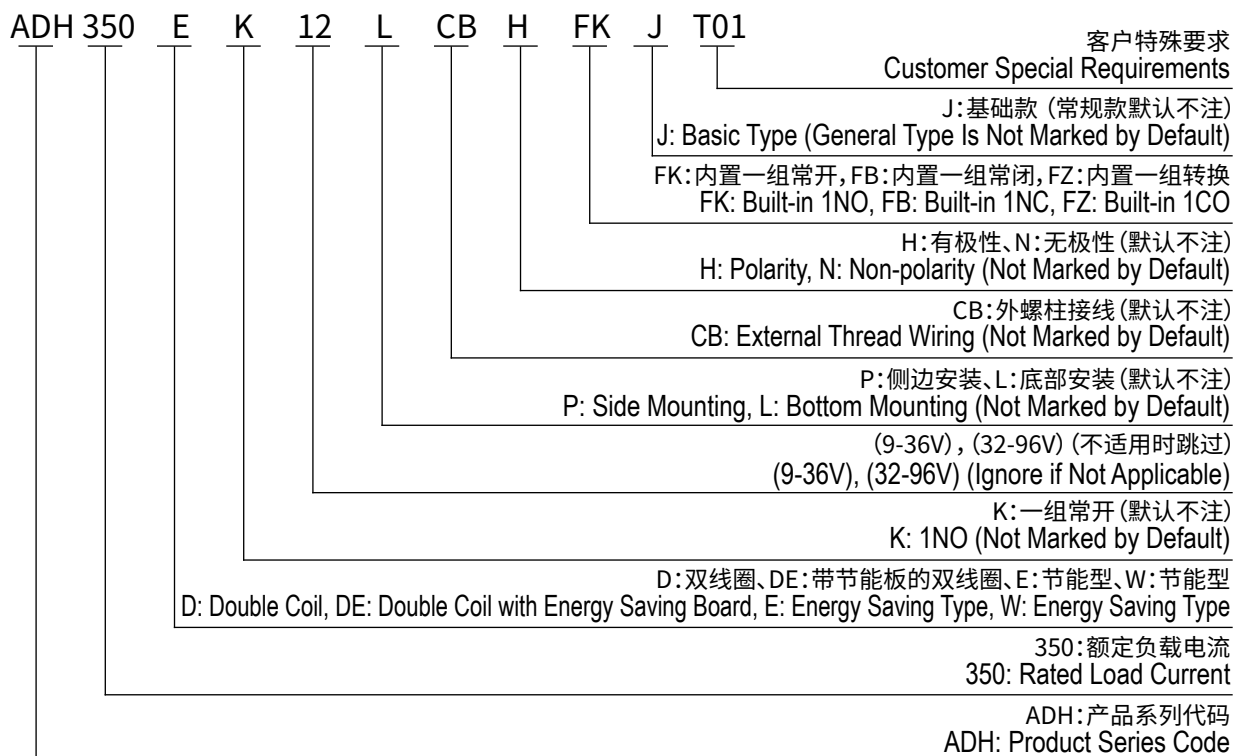 ADH 350 E K 12 L CB H FK J T01
客户特殊要求
Customer Special Requirements
J:基础款 (常规款默认不注)
J: Basic Type (General Type Is Not Marked by Default)
FK:内置一组常开,FB:内置一组常闭,FZ:内置一组转换
FK: Built-in 1NO, FB: Built-in 1NC, FZ: Built-in 1CO
H:有极性、N:无极性(默认不注)
H: Polarity, N: Non-polarity (Not Marked by Default)
CB:外螺柱接线(默认不注)
CB: External Thread Wiring (Not Marked by Default)
P:侧边安装、L:底部安装(默认不注)
P: Side Mounting, L: Bottom Mounting (Not Marked by Default)
(9-36V),(32-96V)(不适用时跳过)
(9-36V), (32-96V) (Ignore if Not Applicable)
K:一组常开(默认不注)
K: 1NO (Not Marked by Default)
D:双线圈、DE:带节能板的双线圈、E:节能型、W:节能型
D: Double Coil, DE: Double Coil with Energy Saving Board, E: Energy Saving Type, W: Energy Saving Type
350:额定负载电流
350: Rated Load Current
ADH:产品系列代码
ADH: Product Series Code